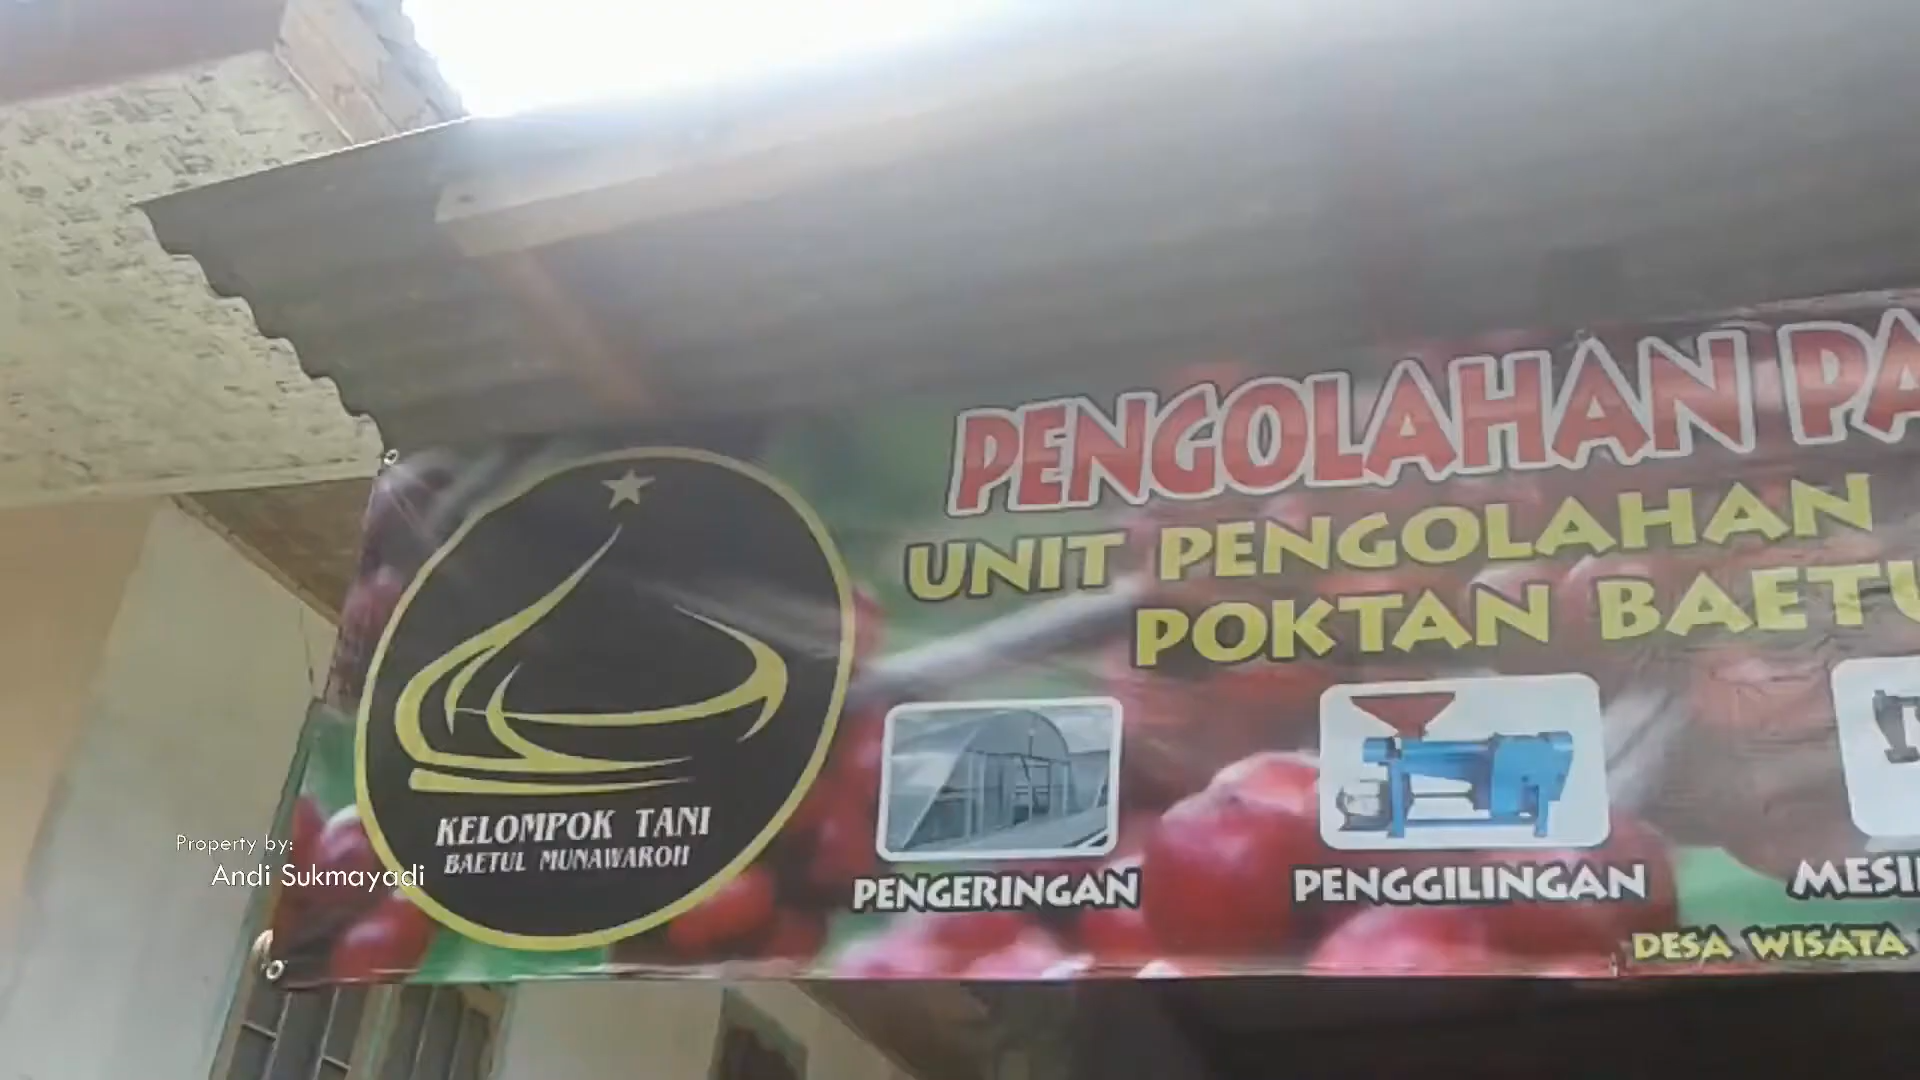 PENGOLAHAN PA
UNIT PENGOLAHAN
POKTAN BAETU
KELOMPOK TANI
BAETUL MUNAWAROH
PENGERINGAN
PENGGILINGAN
MESI
DESA WISATA
Property by:
Andi Sukmayadi